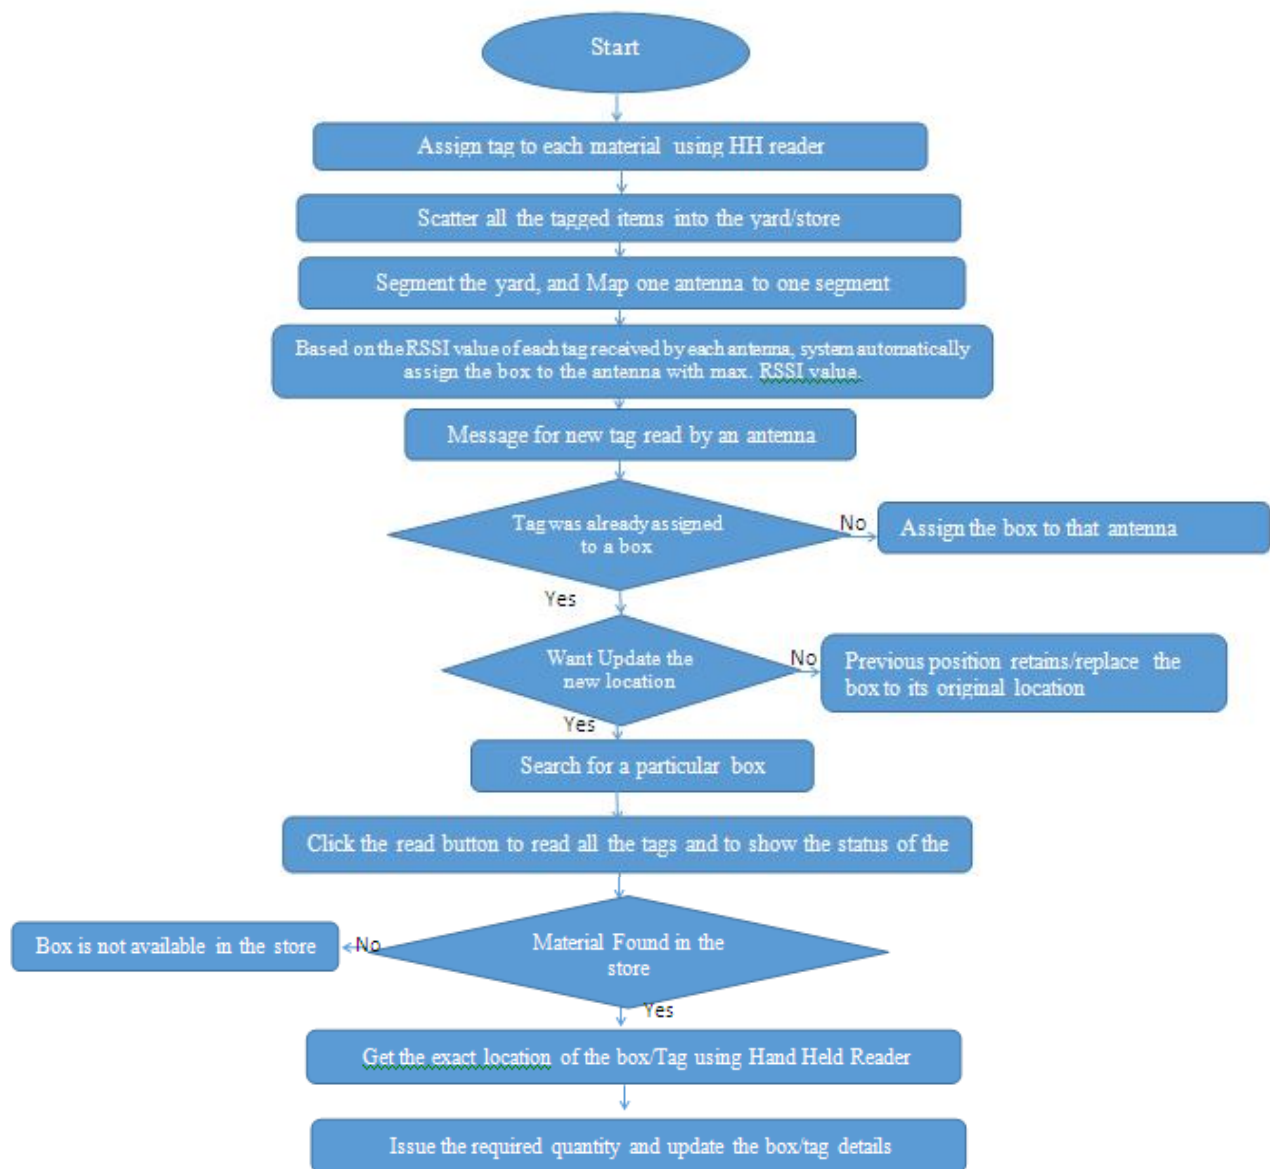 Start
Assign tag to each material using HH reader
Scatter all the tagged items into the yard/store
Segment the yard, and Map one antenna to one segment
Based on the RSSI value of each tag received by each antenna, system automatically
assign the box to the antenna with max. RSSI value.
Message for new tag read by an antenna
Tag was already assigned
to a box
No
Assign the box to that antenna
Yes
Want Update the
new location
No
Previous position retains/replace the
box to its original location
Yes
Search for a particular box
Click the read button to read all the tags and to show the status of the
Material Found in the
store
No
Box is not available in the store
Yes
Get the exact location of the box/Tag using Hand Held Reader
Issue the required quantity and update the box/tag details